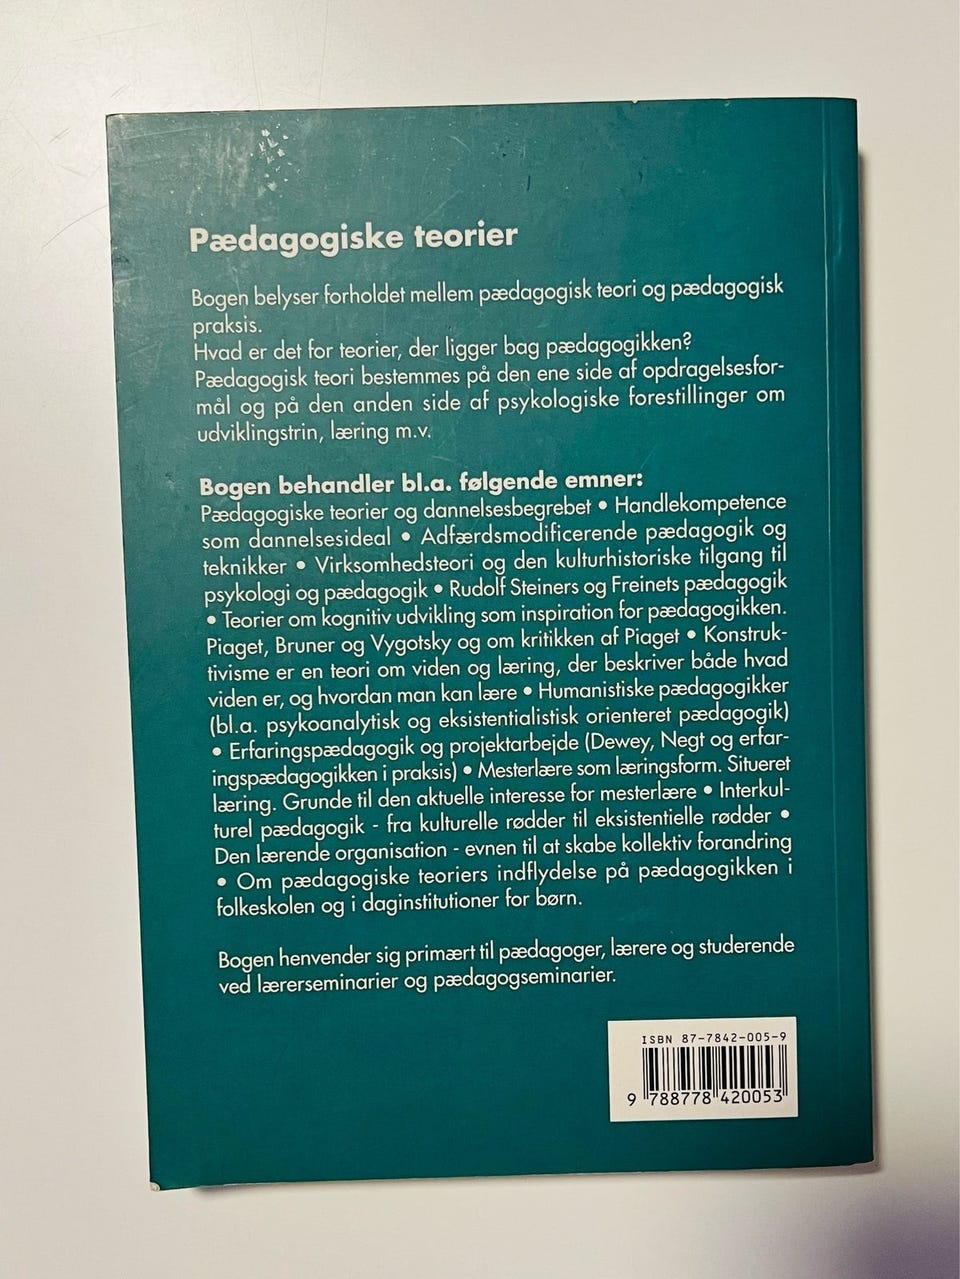 Pædagogiske teorier
Bogen belyser forholdet mellem pædagogisk teori og pædagogisk
praksis.
Hvad er det for teorier, der ligger bag pædagogikken?
Pædagogisk teori bestemmes på den ene side af opdragelsesfor-
mål og på den anden side af psykologiske forestillinger om
udviklingstrin, læring m.v.
Bogen behandler bl.a. følgende emner:
Pædagogiske teorier og dannelsesbegrebet • Handlekompetence
som dannelsesideal • Adfærdsmodificerende pædagogik og
teknikker • Virksomhedsteori og den kulturhistoriske tilgang til
psykologi og pædagogik • Rudolf Steiners og Freinets pædagogik
• Teorier om kognitiv udvikling som inspiration for pædagogikken.
Piaget, Bruner og Vygotsky og om kritikken af Piaget • Konstruk-
tivisme er en teori om viden og læring, der beskriver både hvad
viden er, og hvordan man kan lære • Humanistiske pædagogikker
(bl.a. psykoanalytisk og eksistentialistisk orienteret pædagogik)
• Erfaringspædagogik og projektarbejde (Dewey, Negt og erfar-
ingspædagogikken i praksis) • Mesterlære som læringsform. Situeret
læring. Grunde til den aktuelle interesse for mesterlære • Interkul-
turel pædagogik - fra kulturelle rødder til eksistentielle rødder •
Den lærende organisation - evnen til at skabe kollektiv forandring
• Om pædagogiske teoriers indflydelse på pædagogikken i
folkeskolen og i daginstitutioner for børn.
Bogen henvender sig primært til pædagoger, lærere og studerende
ved lærerseminarier og pædagogseminarier.
ISBN 87-7842-005-9
9 788778 420053